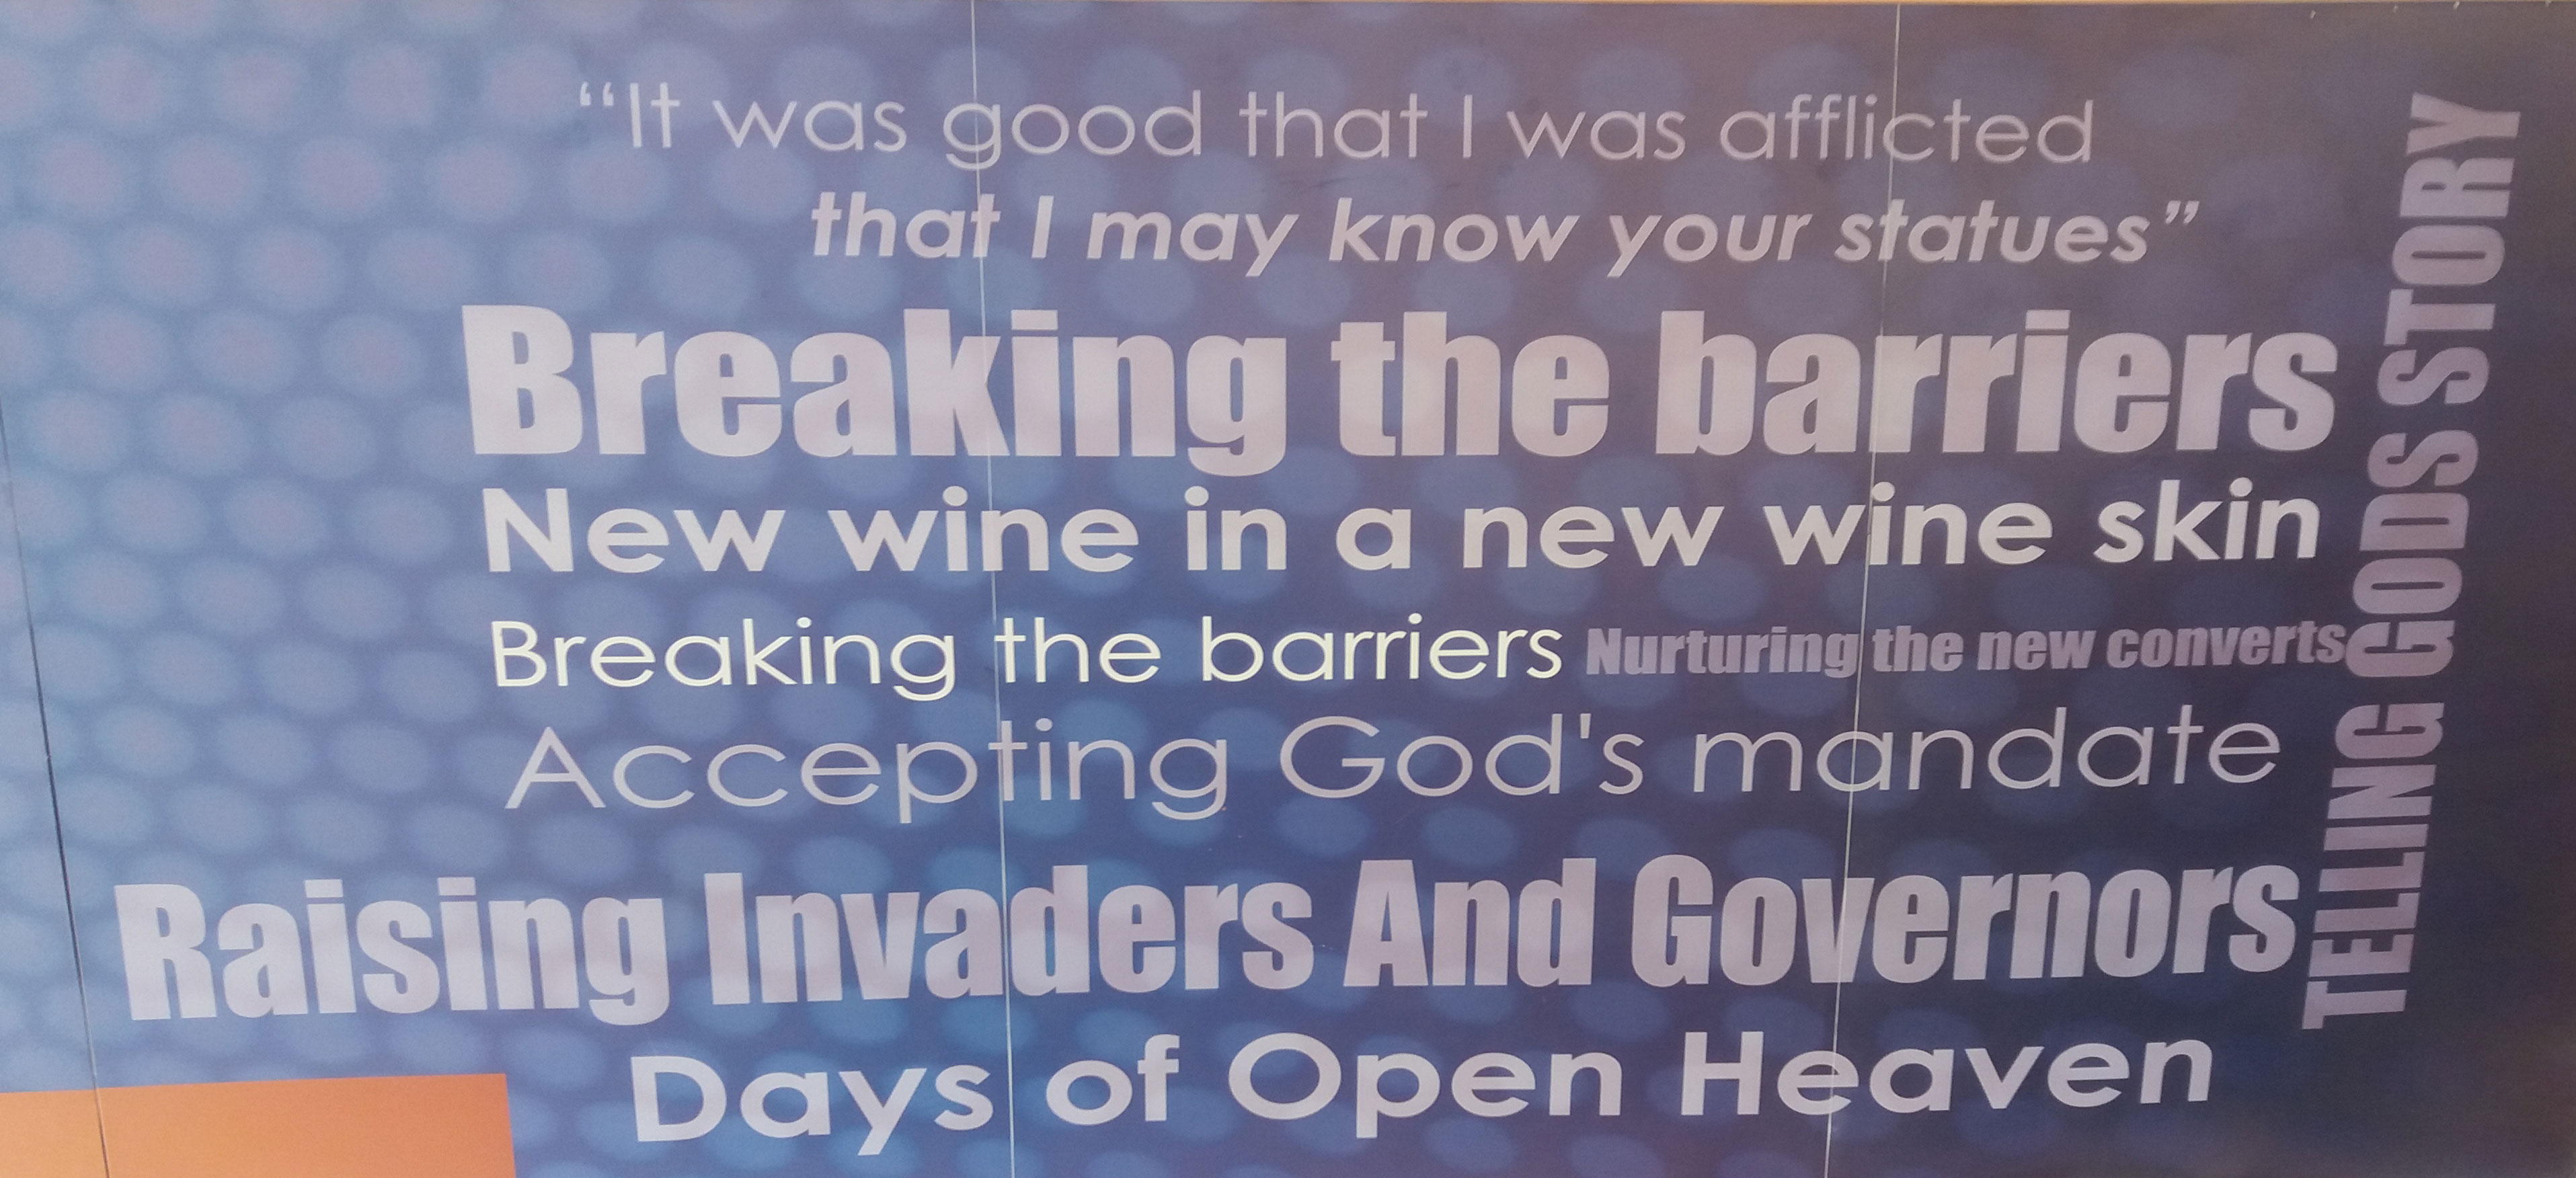 “It was good that I was afflicted
that I may know your statues”
Breaking the barriers
New wine in a new wine skin
Breaking the barriers Nurturing the new converts
Accepting God's mandate
Raising Invaders And Governors
Days of Open Heaven
TELLING GODS STORY